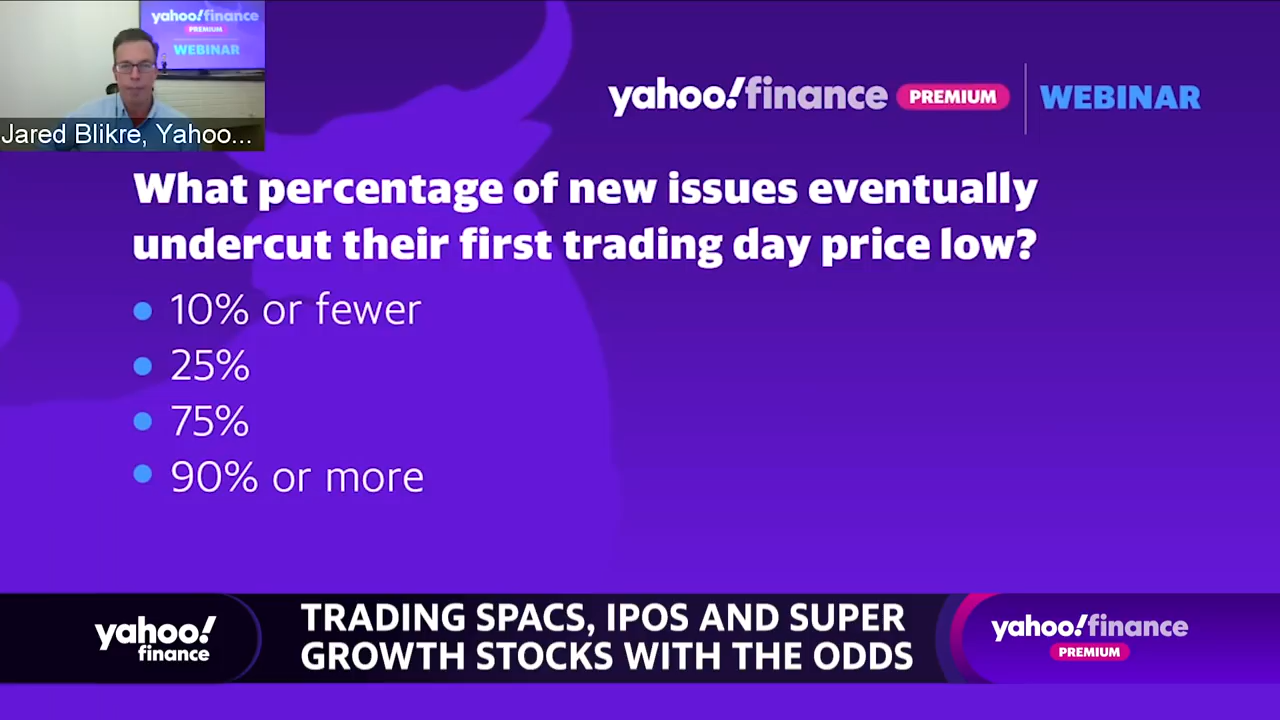 yahoo!finance
PREMIUM
WEBINAR
Jared Blikre, Yahoo...
yahoo!finance PREMIUM WEBINAR
What percentage of new issues eventually
undercut their first trading day price low?
10% or fewer
25%
75%
90% or more
yahoo!
finance
TRADING SPACS, IPOS AND SUPER
GROWTH STOCKS WITH THE ODDS
yahoo!finance
PREMIUM